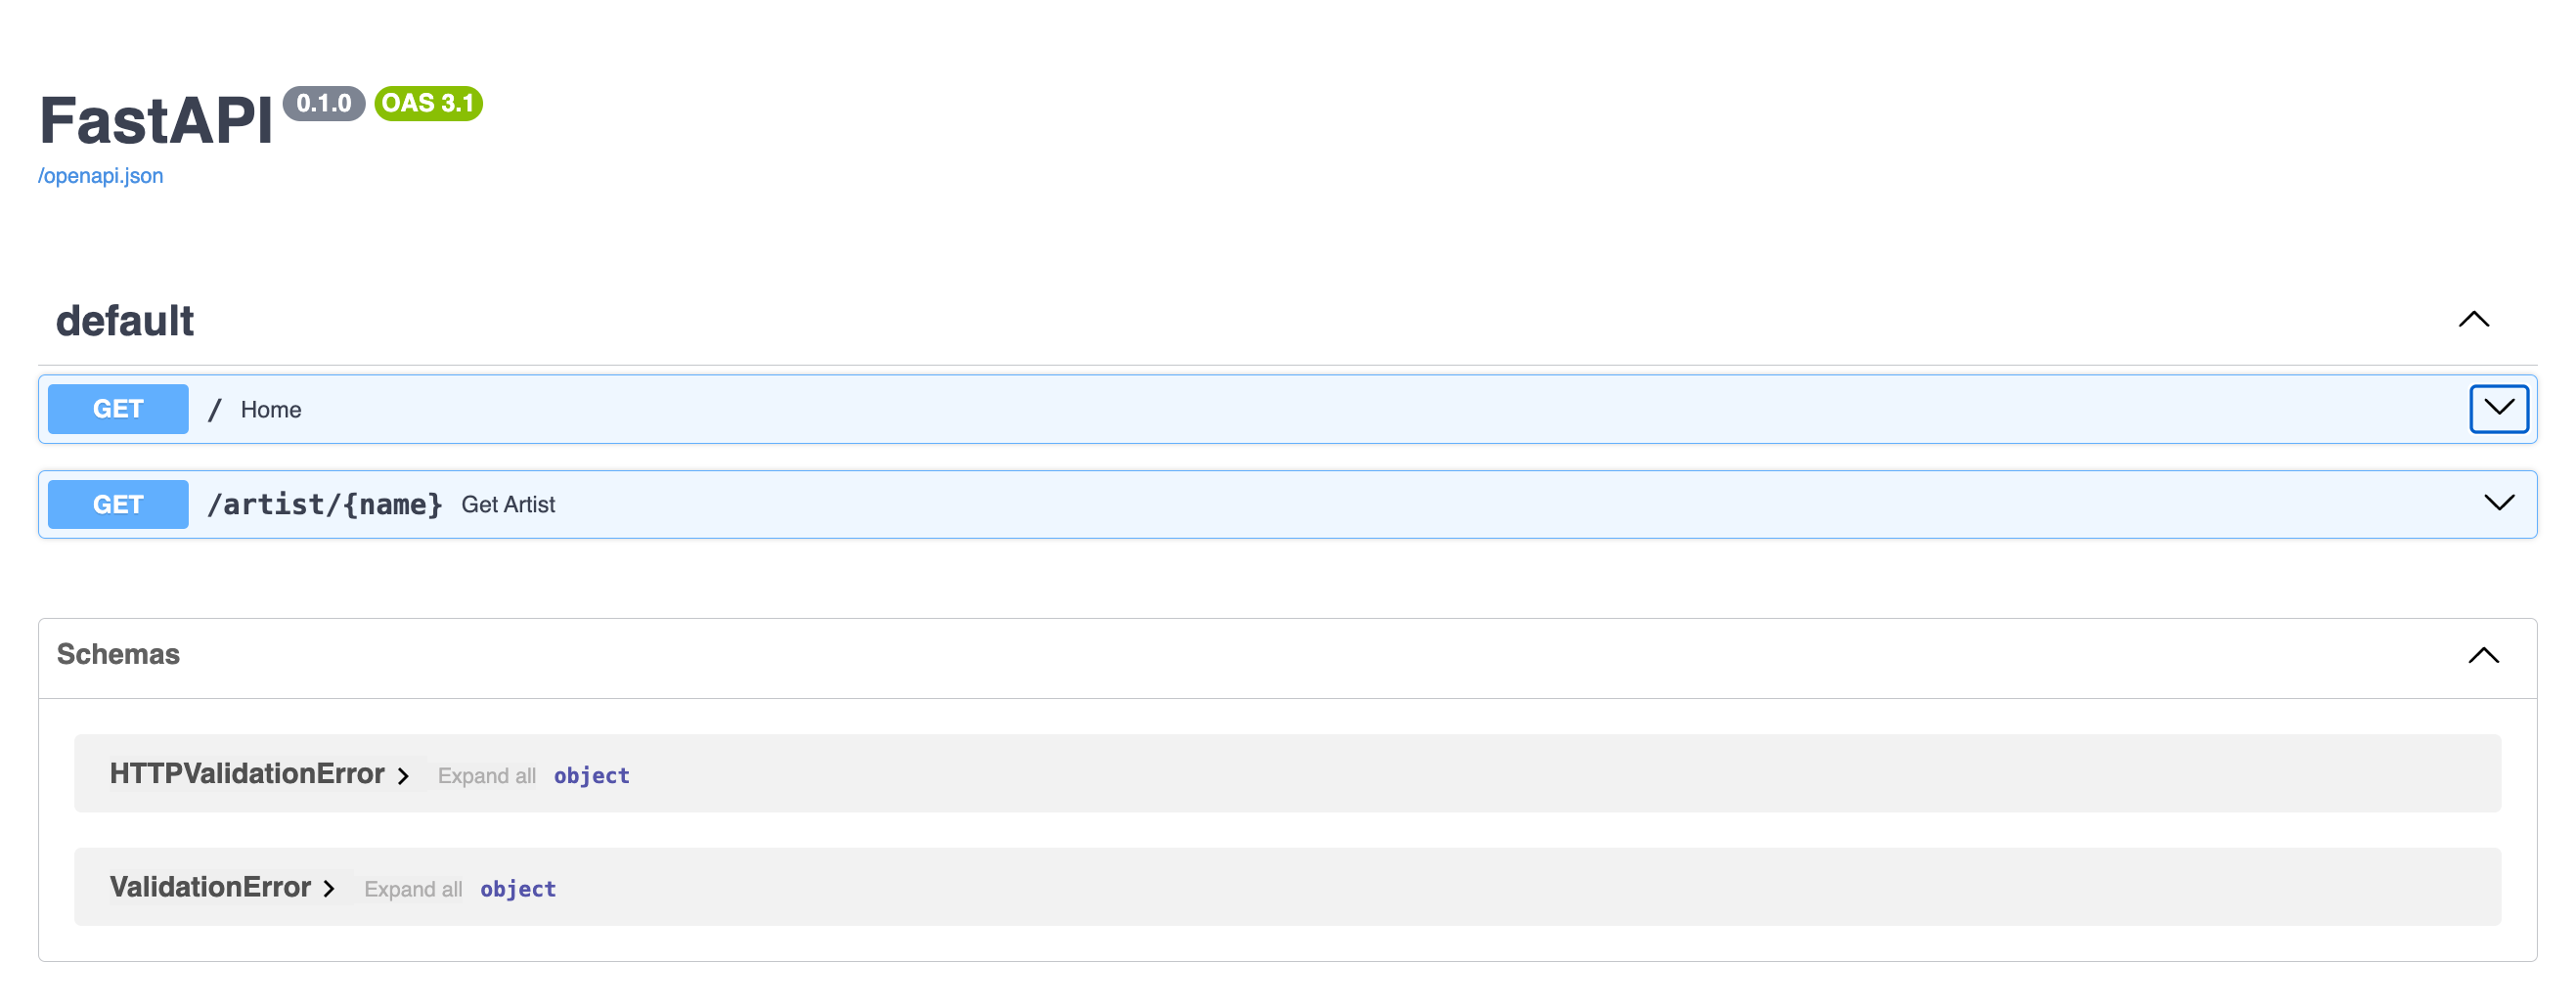 FastAPI 0.1.0 OAS 3.1
/openapi.json
default
GET / Home
GET /artist/{name} Get Artist
Schemas
HTTPValidationError Expand all object
ValidationError Expand all object